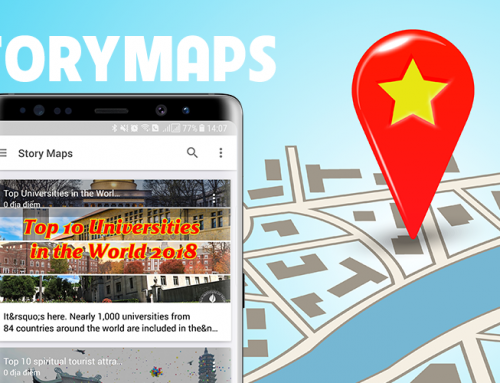 TORYMAPS
77% 14:07
Story Maps
Top Universities in the Worl...
0 địa điểm
Top 10 Universities
in the World 2018
It&rsquo;s here. Nearly 1,000 universities from
84 countries around the world are included in the&n...
Top 10 spiritual tourist attra...
0 địa điểm